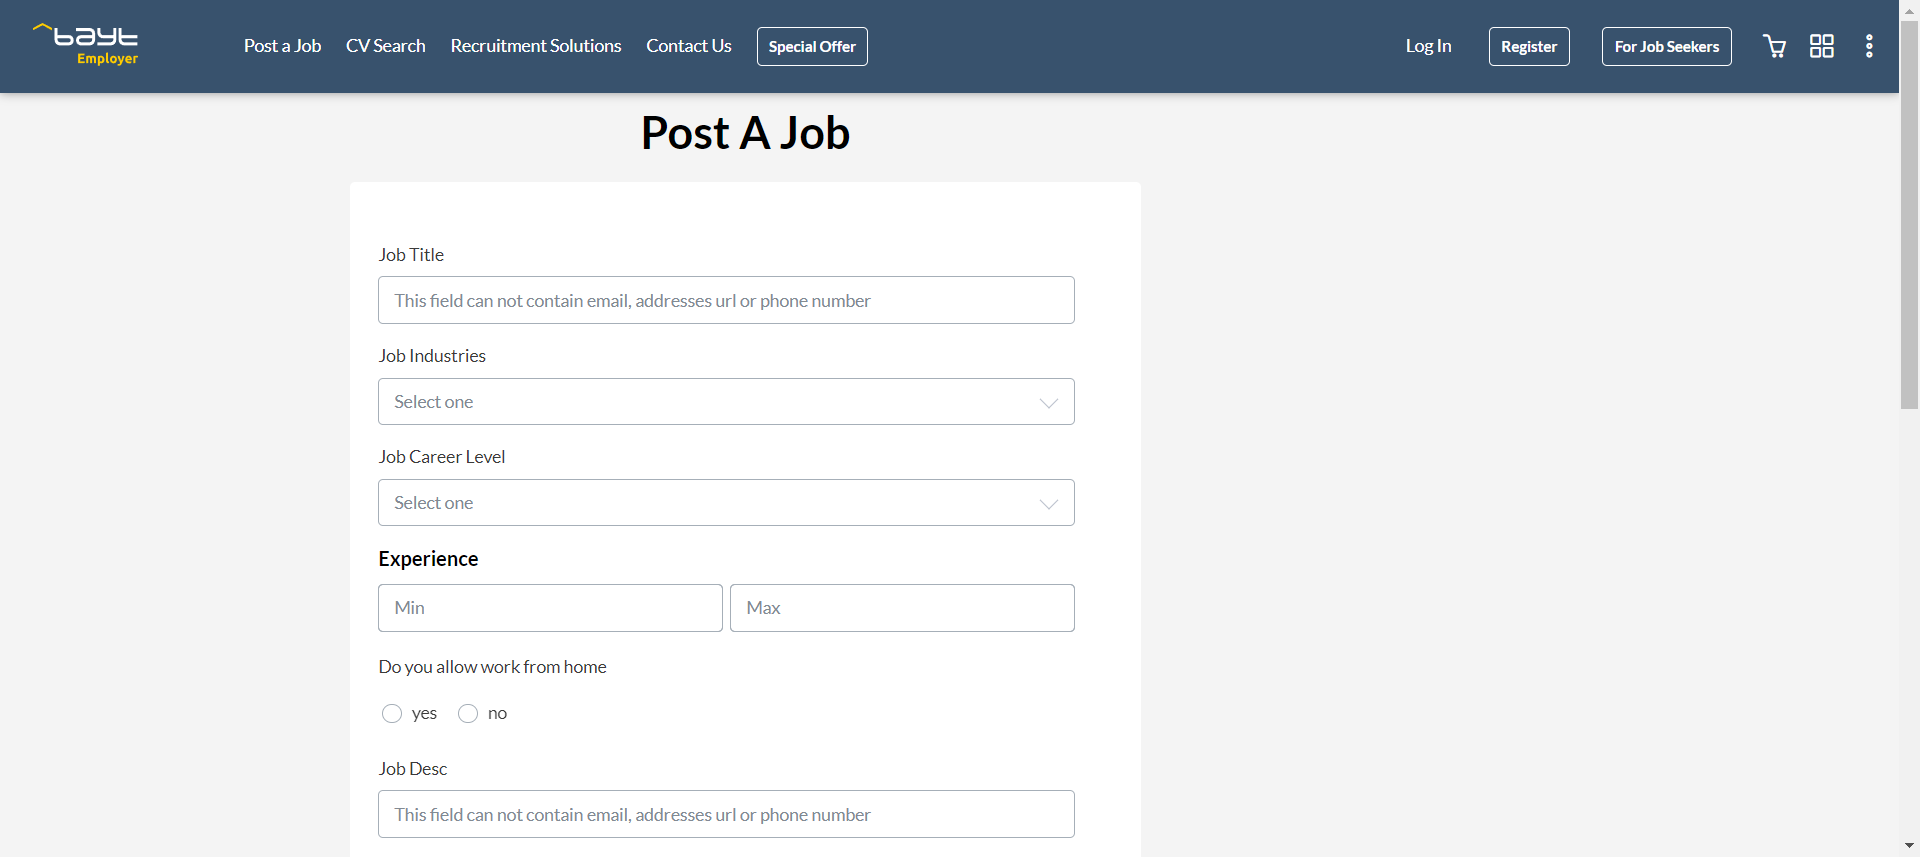 bayt
Employer
Post a Job CV Search Recruitment Solutions Contact Us Special Offer Log In Register For Job Seekers
Post A Job
Job Title
This field can not contain email, addresses url or phone number
Job Industries
Select one
Job Career Level
Select one
Experience
Min Max
Do you allow work from home
yes no
Job Desc
This field can not contain email, addresses url or phone number